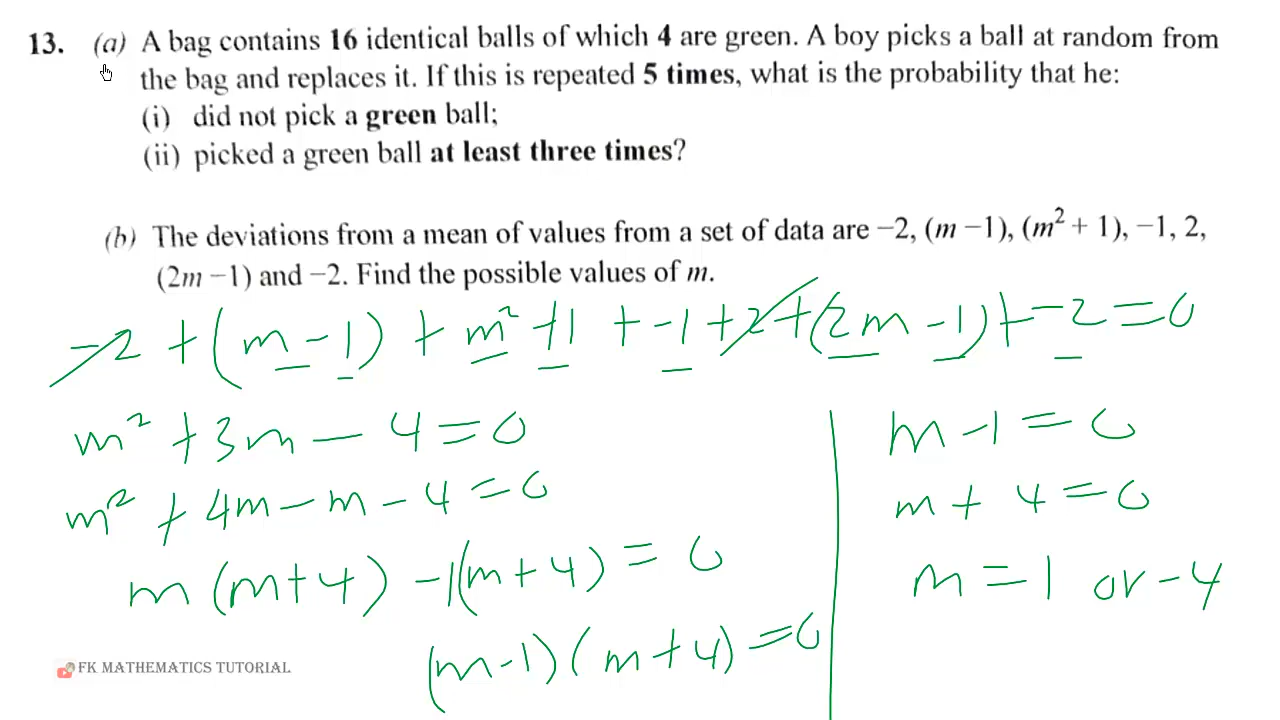 13. (a) A bag contains 16 identical balls of which 4 are green. A boy picks a ball at random from
the bag and replaces it. If this is repeated 5 times, what is the probability that he:
(i) did not pick a green ball;
(ii) picked a green ball at least three times?
(b) The deviations from a mean of values from a set of data are −2, (m −1), (m² + 1), −1, 2,
(2m −1) and −2. Find the possible values of m.
-2 + (m - 1) + m² + 1 + -1 + 2 + (2m - 1) + -2 = 0
m² + 3m - 4 = 0
m² + 4m - m - 4 = 0
m (m + 4) - 1(m + 4) = 0
(m - 1) (m + 4) = 0
m - 1 = 0
m + 4 = 0
m = 1 or -4
FK MATHEMATICS TUTORIAL